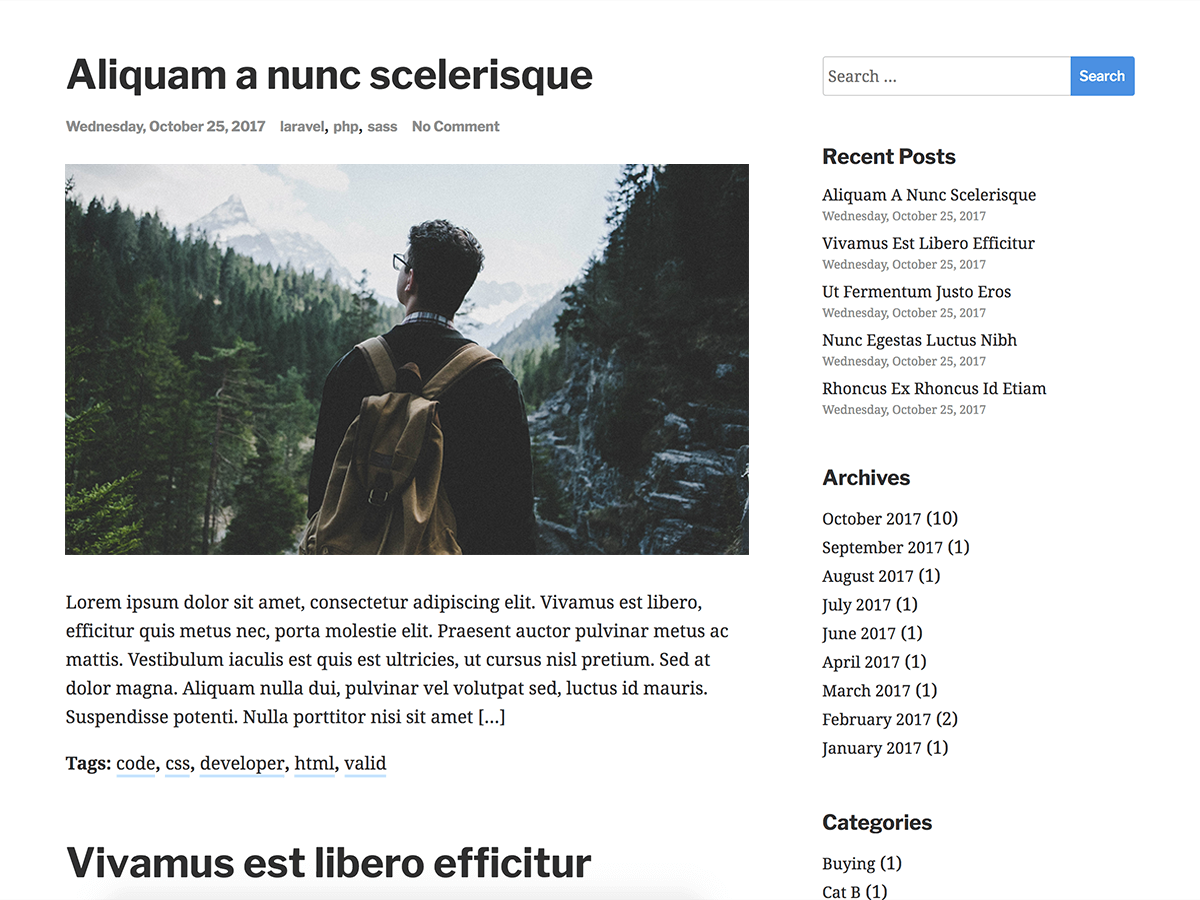 Aliquam a nunc scelerisque
Wednesday, October 25, 2017 laravel, php, sass No Comment
Lorem ipsum dolor sit amet, consectetur adipiscing elit. Vivamus est libero,
efficitur quis metus nec, porta molestie elit. Praesent auctor pulvinar metus ac
mattis. Vestibulum iaculis est quis est ultricies, ut cursus nisl pretium. Sed at
dolor magna. Aliquam nulla dui, pulvinar vel volutpat sed, luctus id mauris.
Suspendisse potenti. Nulla porttitor nisi sit amet [...]
Tags: code, css, developer, html, valid
Vivamus est libero efficitur
Search ... Search
Recent Posts
Aliquam A Nunc Scelerisque
Wednesday, October 25, 2017
Vivamus Est Libero Efficitur
Wednesday, October 25, 2017
Ut Fermentum Justo Eros
Wednesday, October 25, 2017
Nunc Egestas Luctus Nibh
Wednesday, October 25, 2017
Rhoncus Ex Rhoncus Id Etiam
Wednesday, October 25, 2017
Archives
October 2017 (10)
September 2017 (1)
August 2017 (1)
July 2017 (1)
June 2017 (1)
April 2017 (1)
March 2017 (1)
February 2017 (2)
January 2017 (1)
Categories
Buying (1)
Cat B (1)